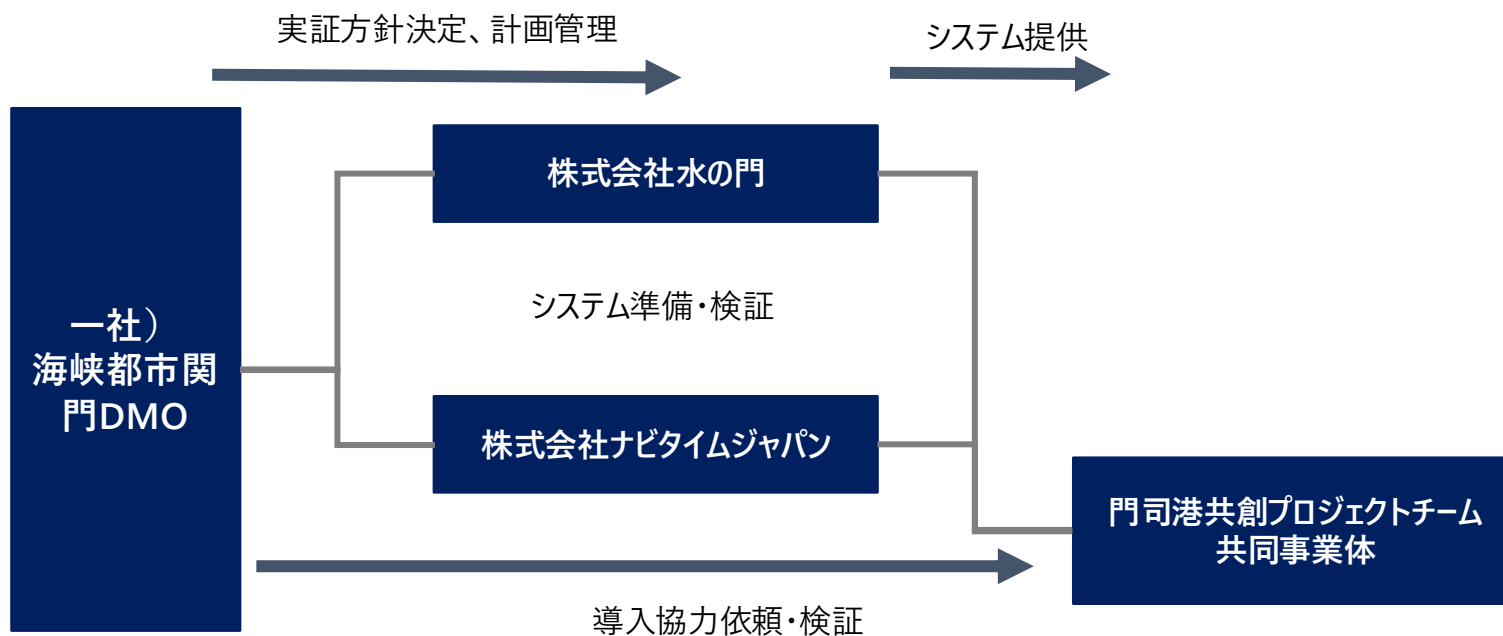 実証方針決定、計画管理
システム提供
一社）
海峡都市関
門DMO
株式会社水の門
システム準備・検証
株式会社ナビタイムジャパン
門司港共創プロジェクトチーム
共同事業体
導入協力依頼・検証